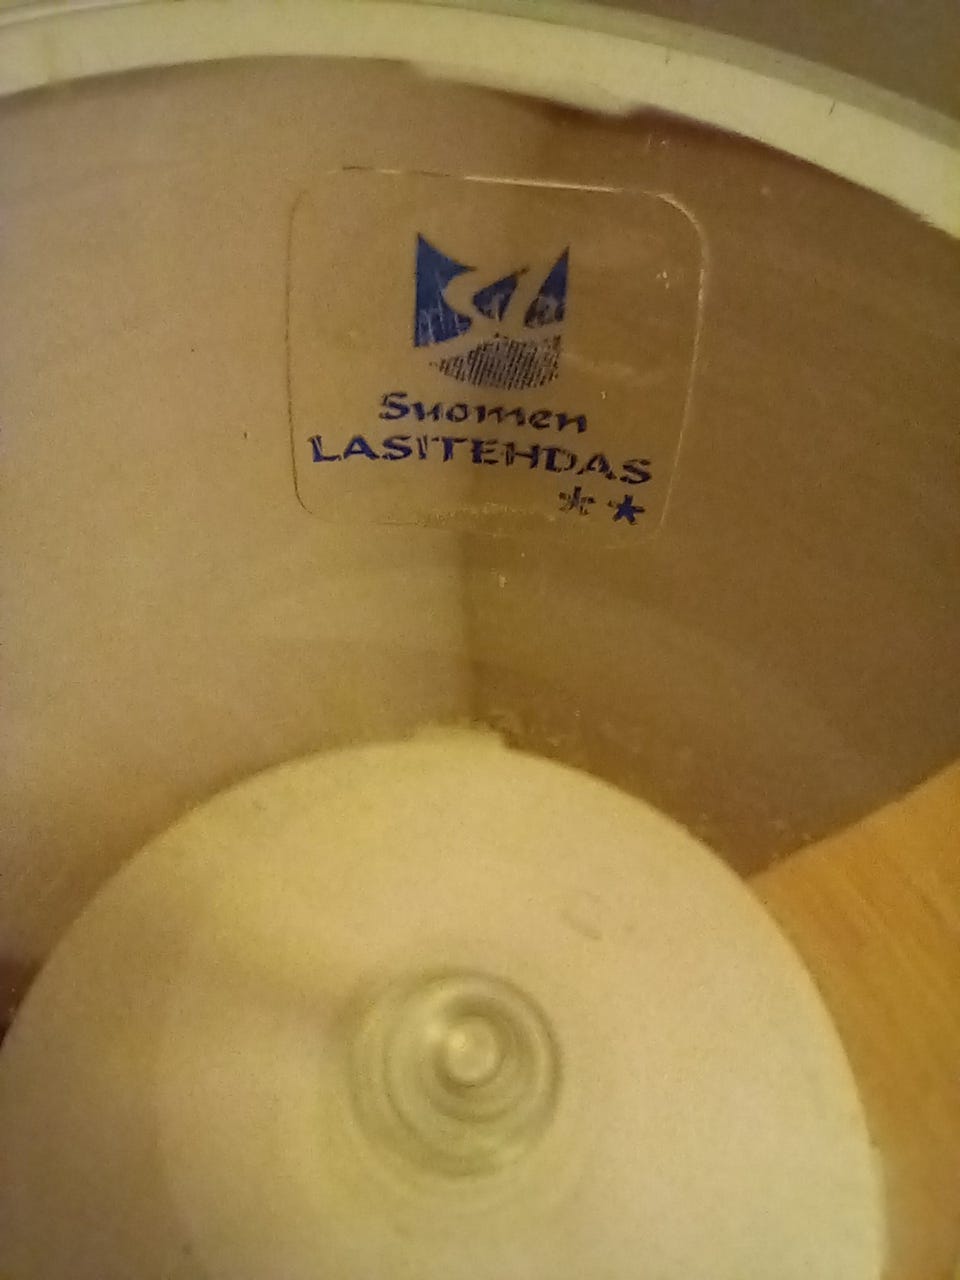 Suomen
LASITEHDAS
★ ★